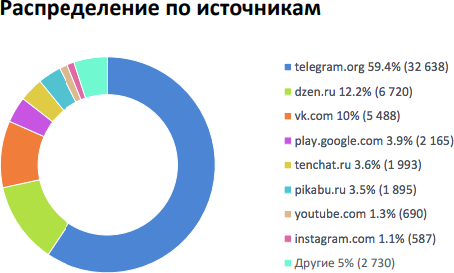 Распределение по источникам
telegram.org 59.4% (32 638)
dzen.ru 12.2% (6 720)
vk.com 10% (5 488)
play.google.com 3.9% (2 165)
tenchat.ru 3.6% (1 993)
pikabu.ru 3.5% (1 895)
youtube.com 1.3% (690)
instagram.com 1.1% (587)
Другие 5% (2 730)